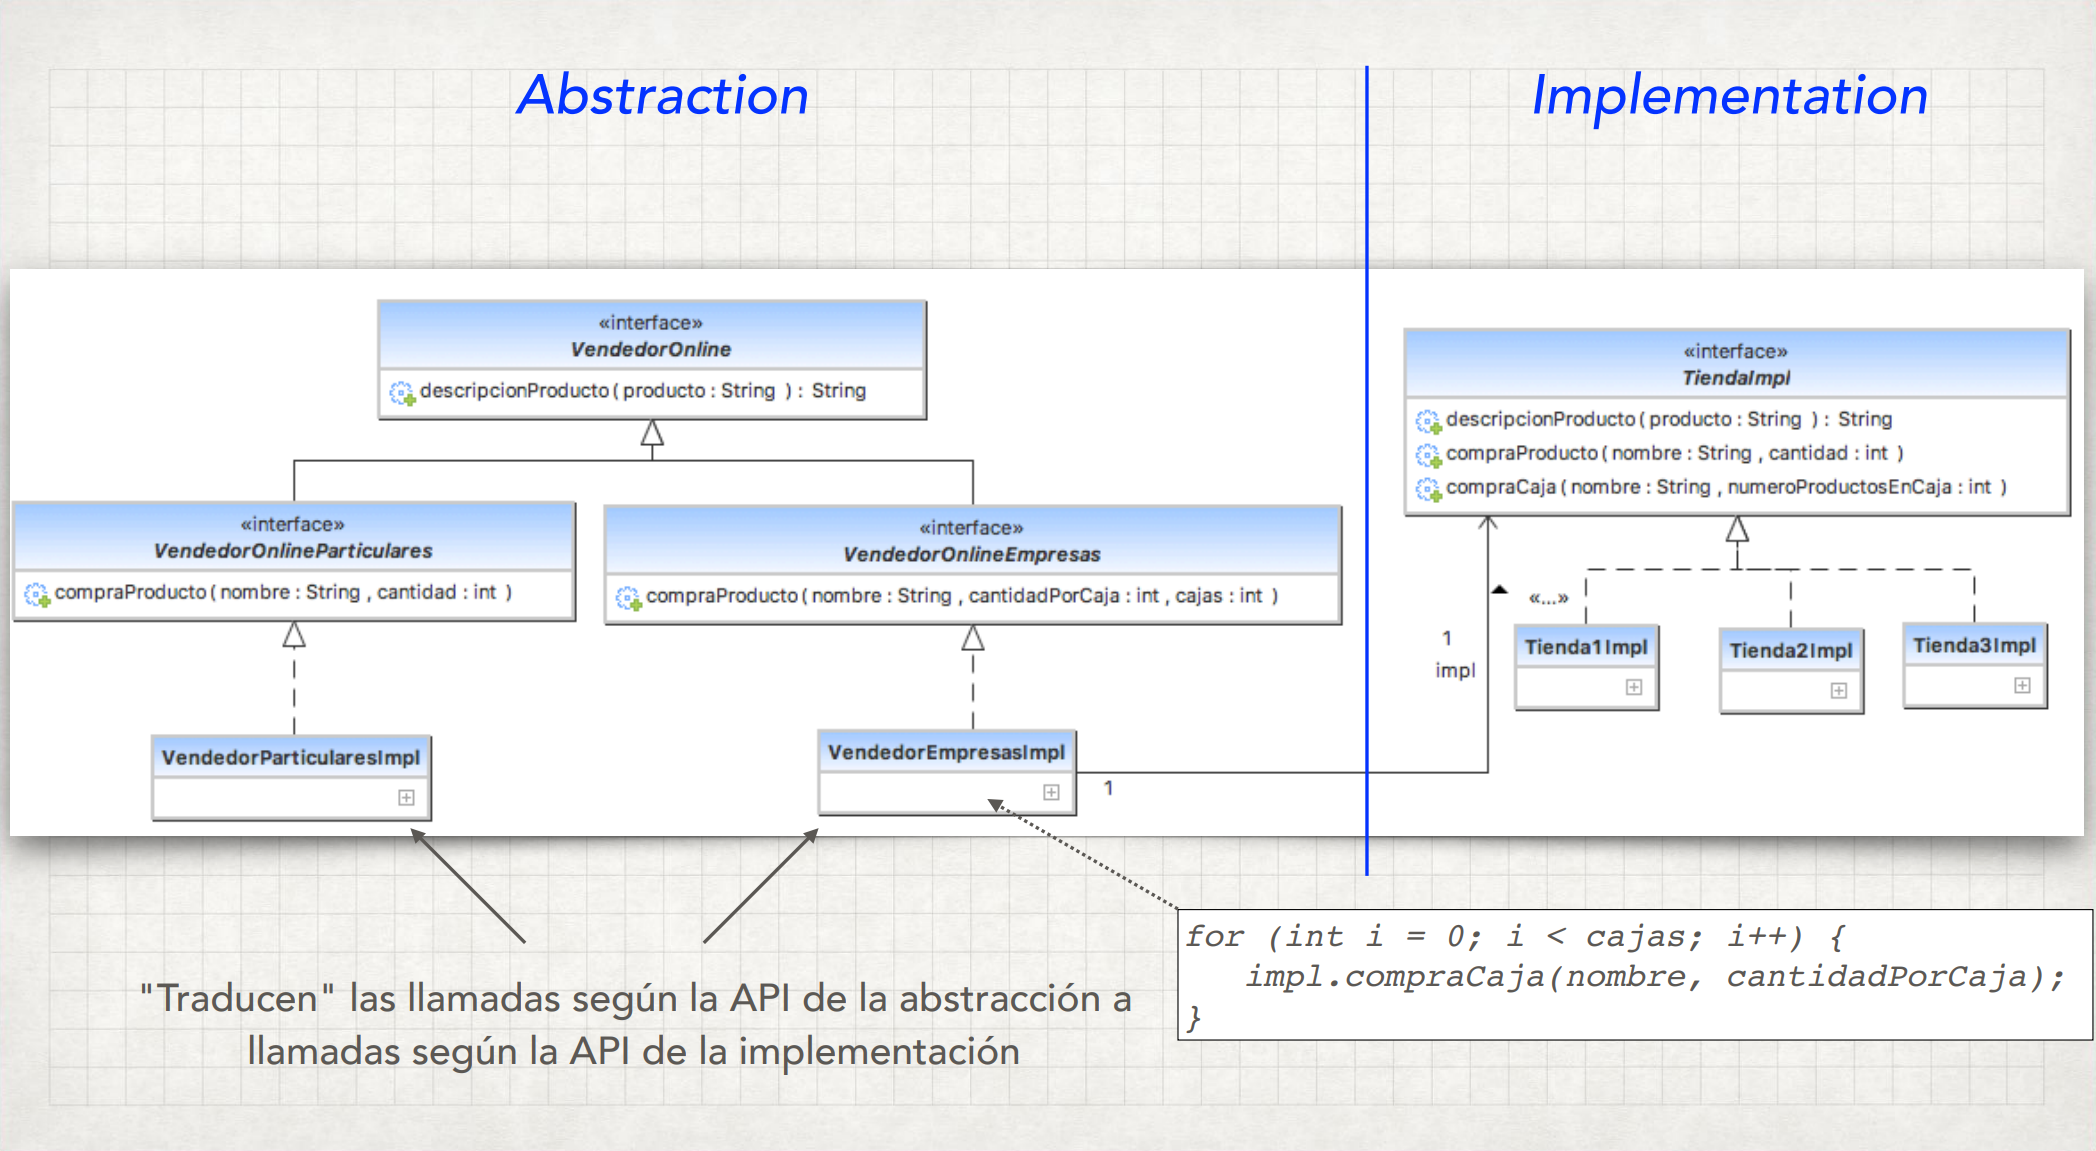 Abstraction
Implementation
«interface»
VendedorOnline
descripcionProducto ( producto : String ) : String
«interface»
TiendaImpl
descripcionProducto ( producto : String ) : String
compraProducto ( nombre : String , cantidad : int )
compraCaja ( nombre : String , numeroProductosEnCaja : int )
«interface»
VendedorOnlineParticulares
compraProducto ( nombre : String , cantidad : int )
«interface»
VendedorOnlineEmpresas
compraProducto ( nombre : String , cantidadPorCaja : int , cajas : int )
«...»
1
impl
Tienda1Impl
Tienda2Impl
Tienda3Impl
VendedorParticularesImpl
VendedorEmpresasImpl
1
for (int i = 0; i < cajas; i++) {
impl.compraCaja(nombre, cantidadPorCaja);
}
"Traducen" las llamadas según la API de la abstracción a
llamadas según la API de la implementación